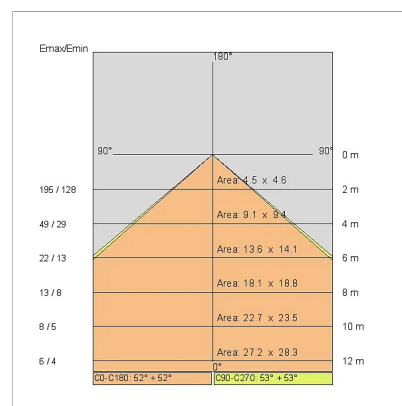 Emax/Emin
180°
90° 90° 0 m
Area: 4.5 x 4.6
195 / 128 2 m
Area: 9.1 x 9.4
49 / 29 4 m
Area: 13.6 x 14.1
22 / 13 6 m
Area: 18.1 x 18.8
13 / 8 8 m
Area: 22.7 x 23.5
8 / 5 10 m
Area: 27.2 x 28.3
6 / 4 12 m
0°
C0-C180: 52° + 52° C90-C270: 53° + 53°